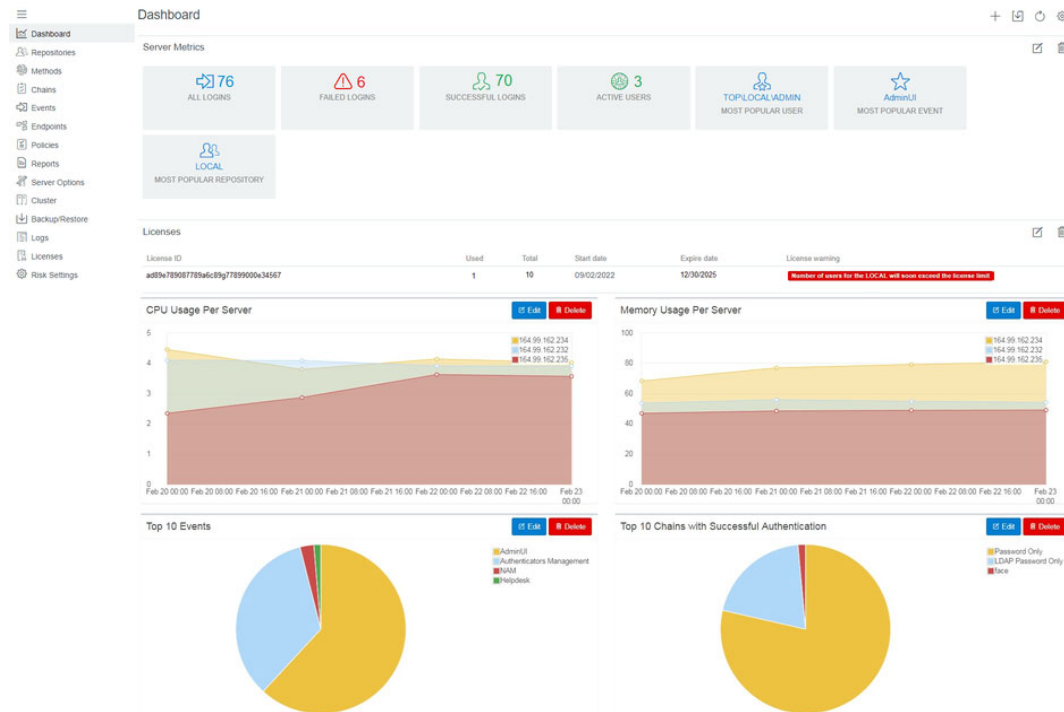 Dashboard
Dashboard
Repositories
Methods
Chains
Events
Endpoints
Policies
Reports
Server Options
Cluster
Backup/Restore
Logs
Licenses
Risk Settings
Server Metrics
76
ALL LOGINS
6
FAILED LOGINS
70
SUCCESSFUL LOGINS
3
ACTIVE USERS
TOP\LOCAL\ADMIN
MOST POPULAR USER
AdminUI
MOST POPULAR EVENT
LOCAL
MOST POPULAR REPOSITORY
Licenses
License ID Used Total Start date Expire date License warning
ad89e789087789a6c89g77899000e34567 1 10 09/02/2022 12/30/2025 Number of users for the LOCAL will soon exceed the license limit
CPU Usage Per Server Edit Delete
164.99.162.234
164.99.162.232
164.99.162.235
5
4
3
2
1
0
Feb 20 00:00 Feb 20 08:00 Feb 20 16:00 Feb 21 00:00 Feb 21 08:00 Feb 21 16:00 Feb 22 00:00 Feb 22 08:00 Feb 22 16:00 Feb 23 00:00
Memory Usage Per Server Edit Delete
164.99.162.234
164.99.162.232
164.99.162.235
100
80
60
40
20
0
Feb 20 00:00 Feb 20 08:00 Feb 20 16:00 Feb 21 00:00 Feb 21 08:00 Feb 21 16:00 Feb 22 00:00 Feb 22 08:00 Feb 22 16:00 Feb 23 00:00
Top 10 Events Edit Delete
AdminUI
Authenticators Management
NAM
Helpdesk
Top 10 Chains with Successful Authentication Edit Delete
Password Only
LDAP Password Only
face